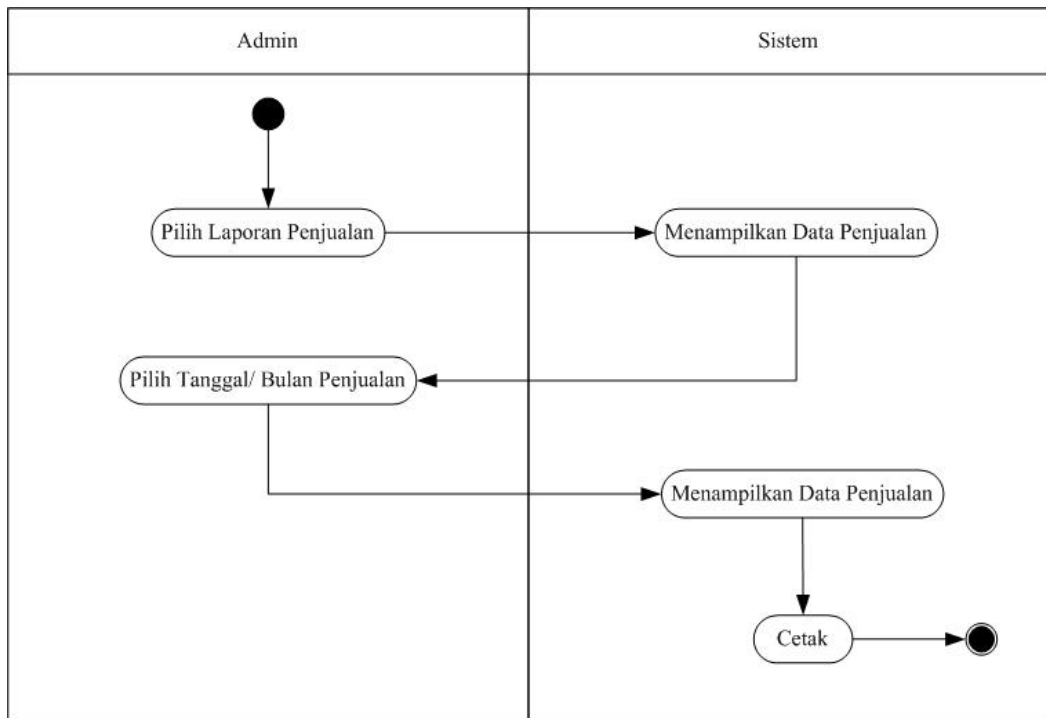 Admin
Sistem
Pilih Laporan Penjualan
Menampilkan Data Penjualan
Pilih Tanggal/ Bulan Penjualan
Menampilkan Data Penjualan
Cetak